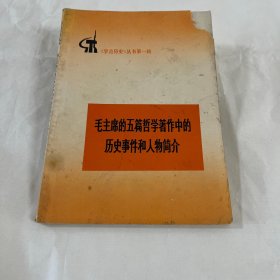 《学点历史》丛书第一辑
毛主席的五篇哲学著作中的
历史事件和人物简介